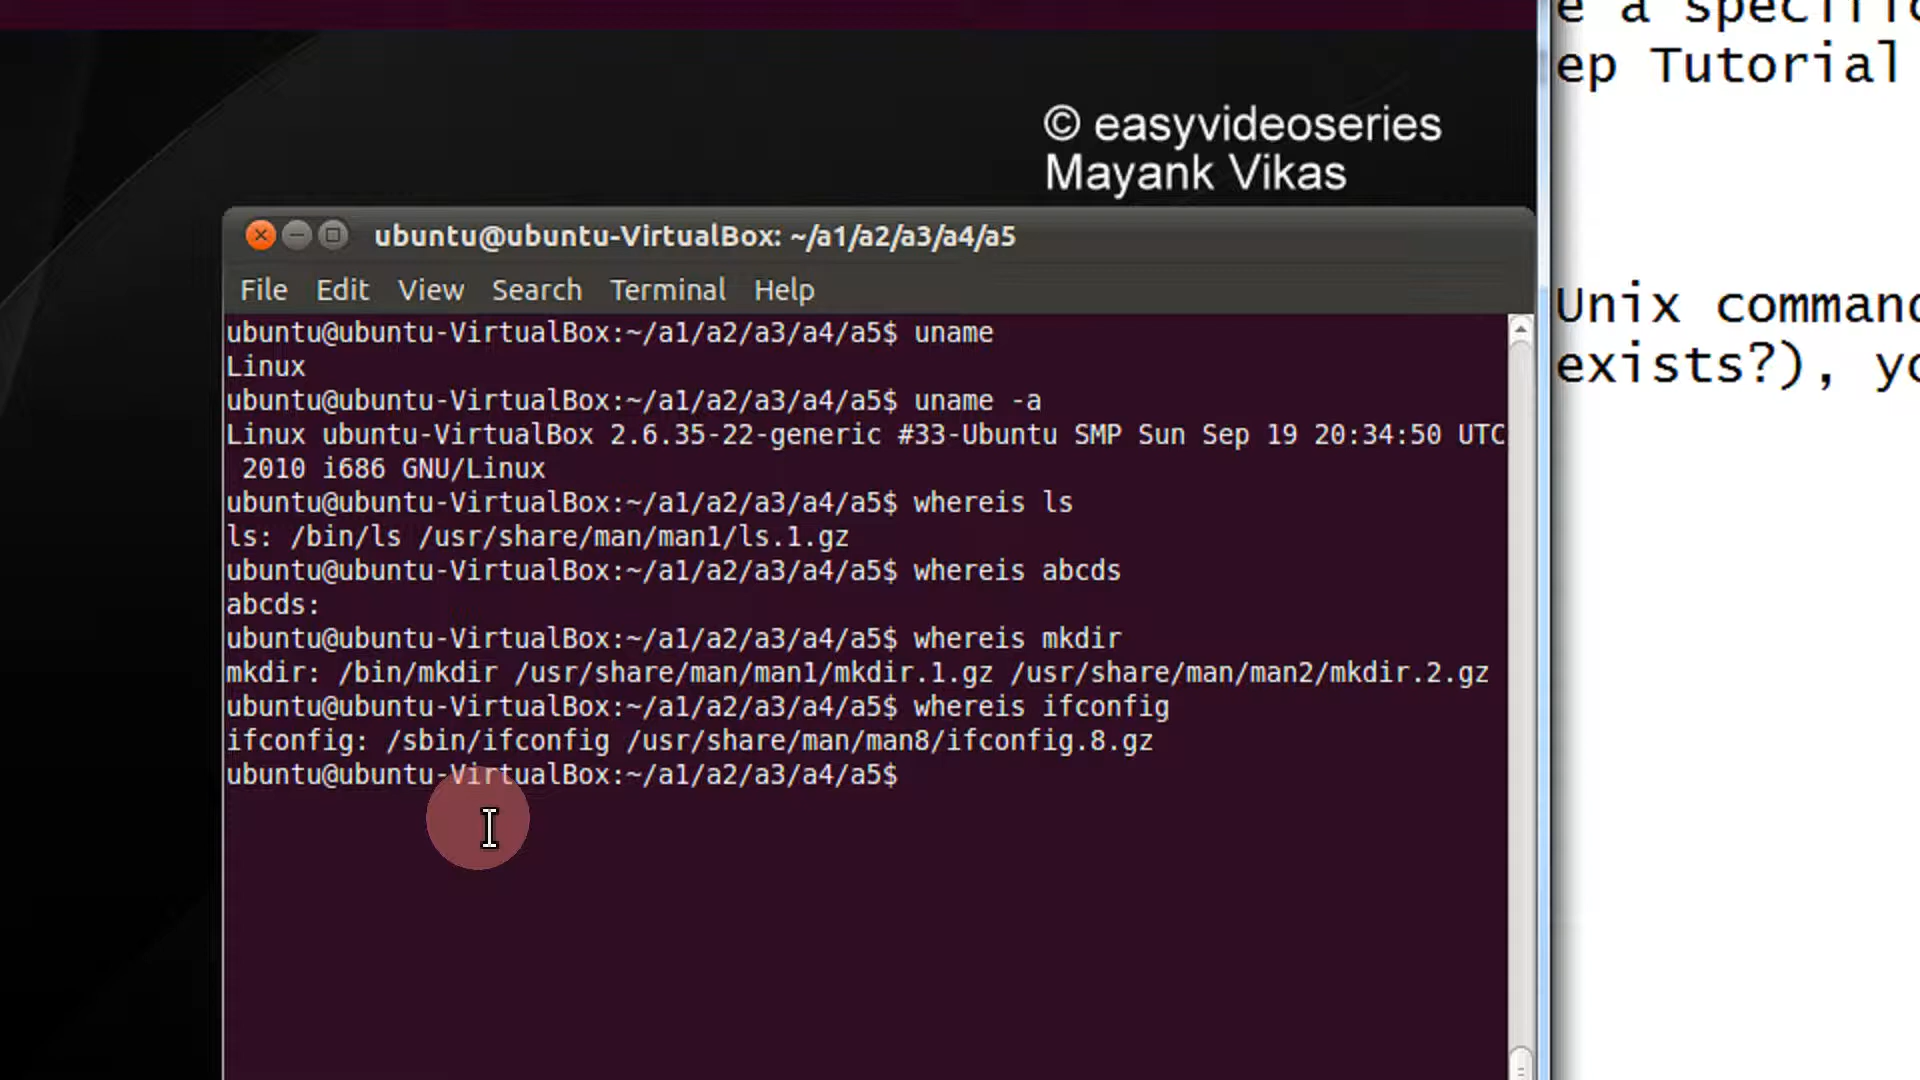 e a specific
ep Tutorial
© easyvideoseries
Mayank Vikas
ubuntu@ubuntu-VirtualBox: ~/a1/a2/a3/a4/a5
File Edit View Search Terminal Help
ubuntu@ubuntu-VirtualBox:~/a1/a2/a3/a4/a5$ uname
Linux
ubuntu@ubuntu-VirtualBox:~/a1/a2/a3/a4/a5$ uname -a
Linux ubuntu-VirtualBox 2.6.35-22-generic #33-Ubuntu SMP Sun Sep 19 20:34:50 UTC
2010 i686 GNU/Linux
ubuntu@ubuntu-VirtualBox:~/a1/a2/a3/a4/a5$ whereis ls
ls: /bin/ls /usr/share/man/man1/ls.1.gz
ubuntu@ubuntu-VirtualBox:~/a1/a2/a3/a4/a5$ whereis abcds
abcds:
ubuntu@ubuntu-VirtualBox:~/a1/a2/a3/a4/a5$ whereis mkdir
mkdir: /bin/mkdir /usr/share/man/man1/mkdir.1.gz /usr/share/man/man2/mkdir.2.gz
ubuntu@ubuntu-VirtualBox:~/a1/a2/a3/a4/a5$ whereis ifconfig
ifconfig: /sbin/ifconfig /usr/share/man/man8/ifconfig.8.gz
ubuntu@ubuntu-VirtualBox:~/a1/a2/a3/a4/a5$
Unix command
exists?), yo